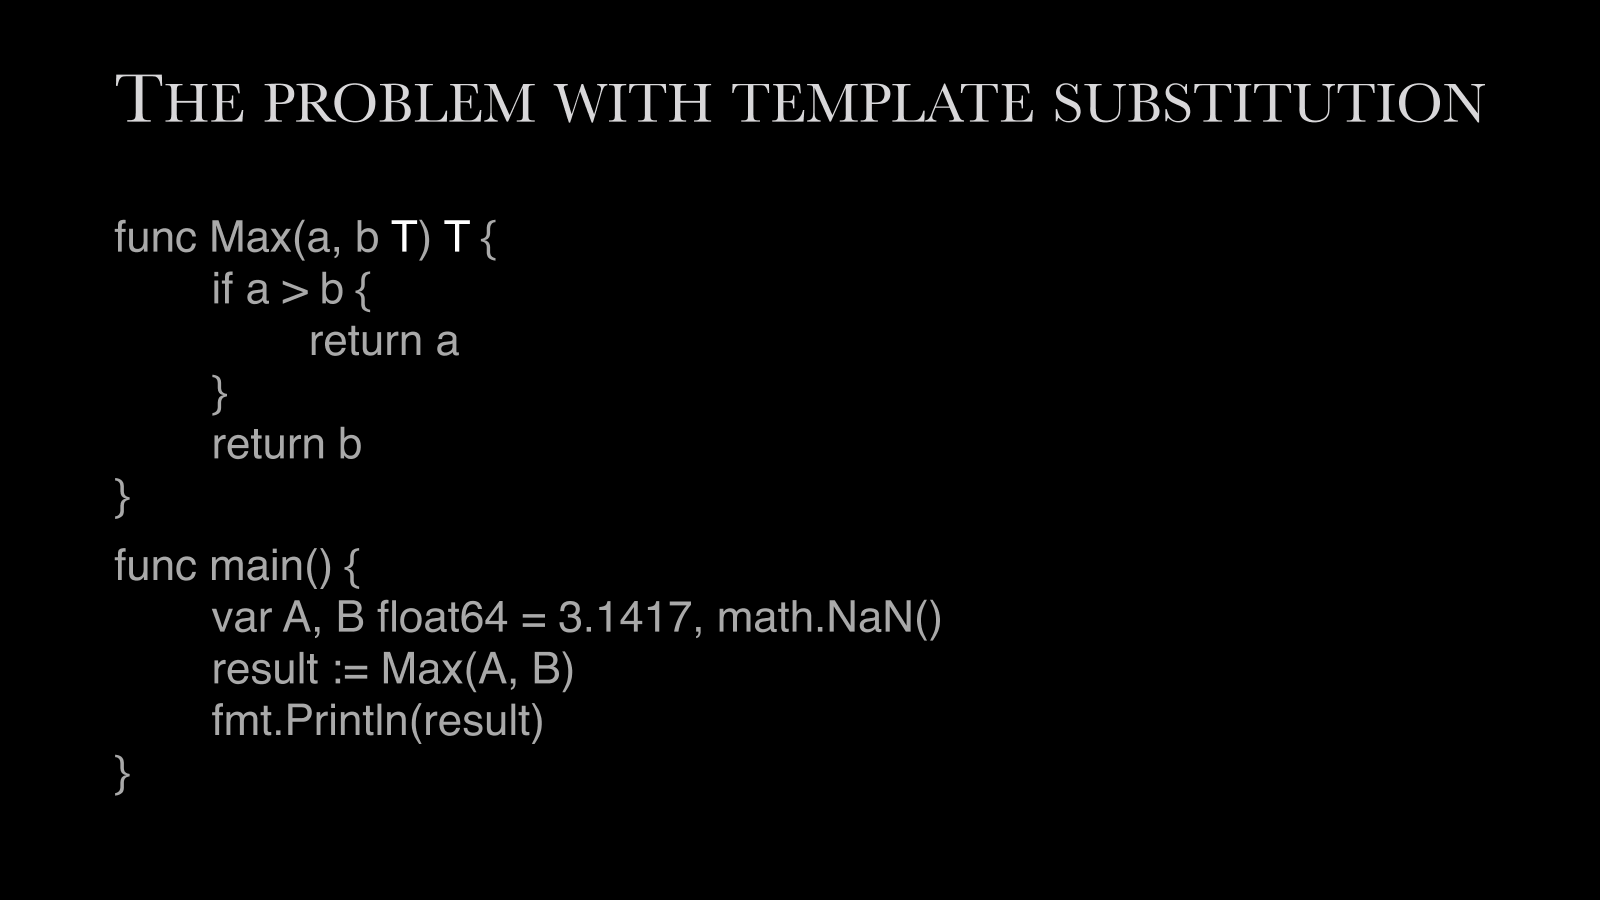 The problem with template substitution
func Max(a, b T) T {
if a > b {
return a
}
return b
}
func main() {
var A, B float64 = 3.1417, math.NaN()
result := Max(A, B)
fmt.Println(result)
}